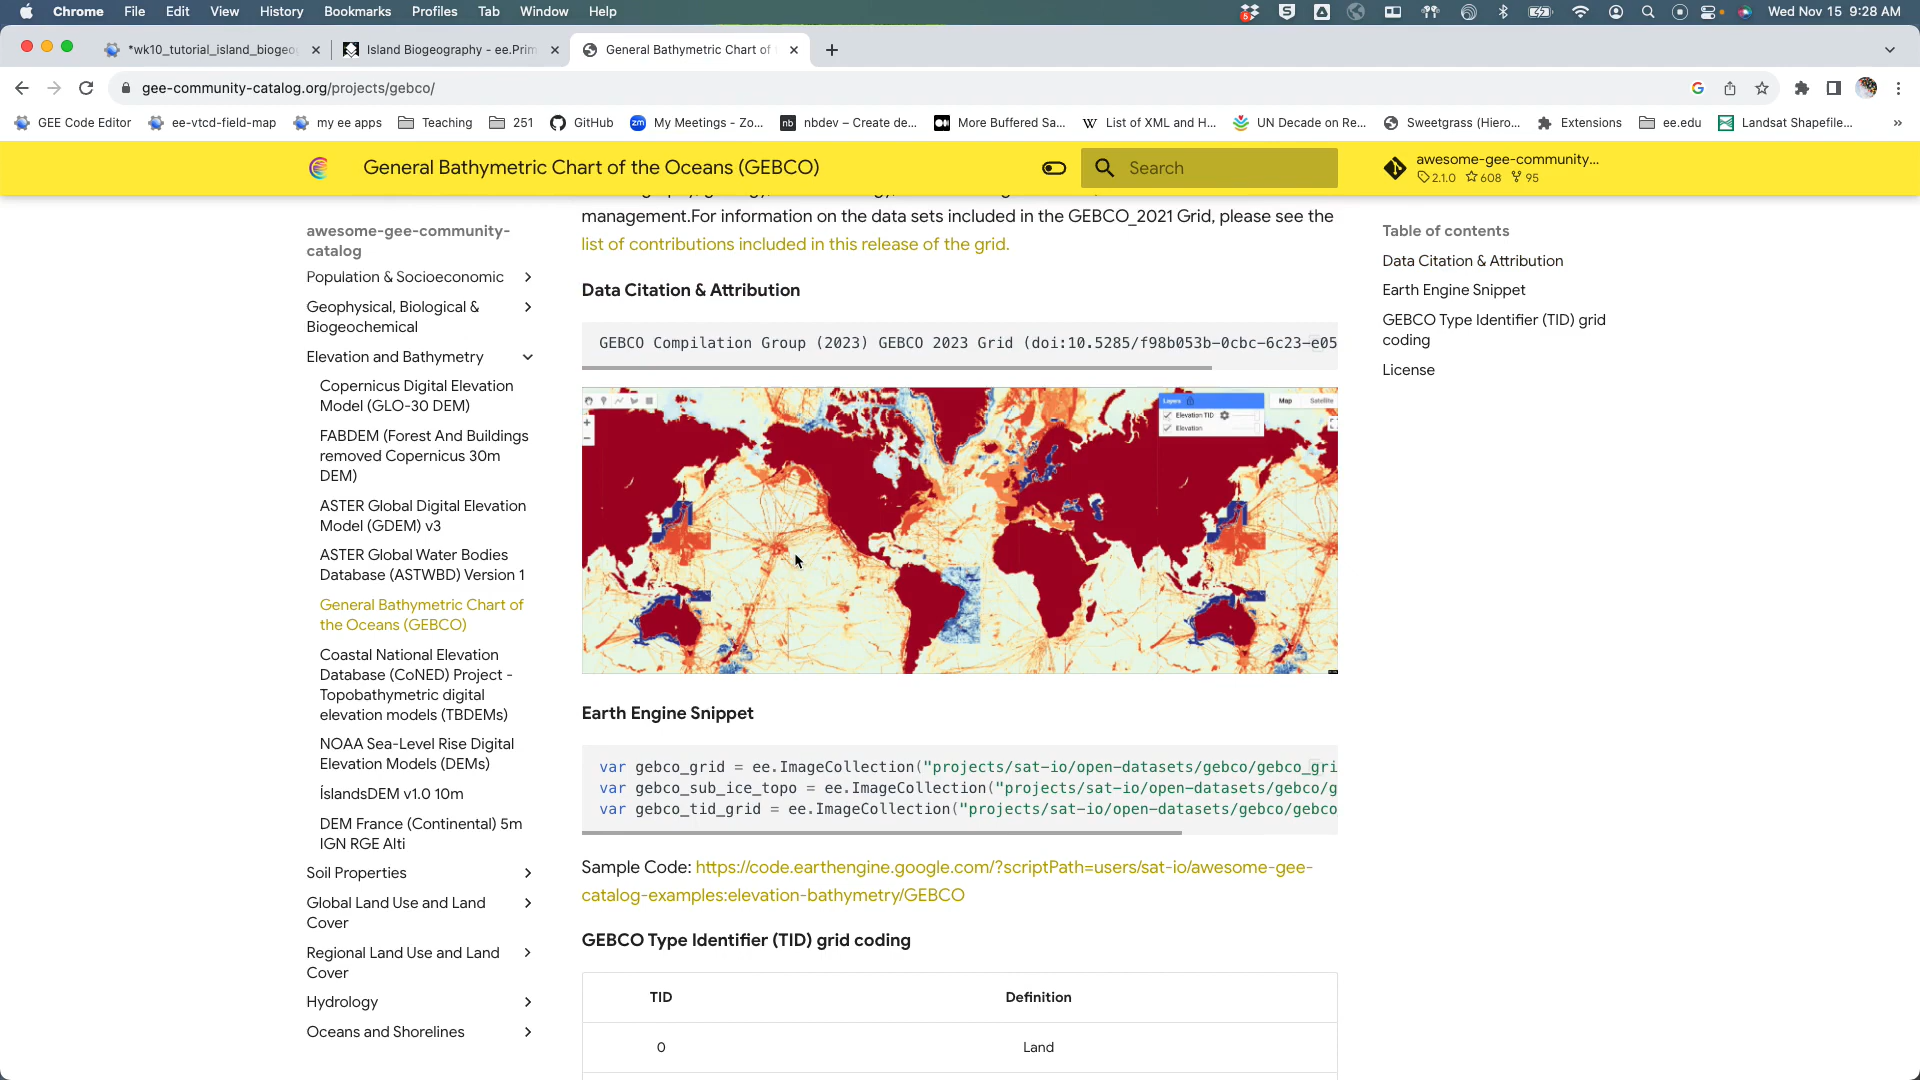 Chrome File Edit View History Bookmarks Profiles Tab Window Help
5 Wed Nov 15 9:28 AM
*wk10_tutorial_island_biogeo
Island Biogeography - ee.Prim
General Bathymetric Chart of
gee-community-catalog.org/projects/gebco/
GEE Code Editor
ee-vtcd-field-map
my ee apps
Teaching
251
GitHub
zm My Meetings - Zo...
nb nbdev – Create de...
More Buffered Sa...
W List of XML and H...
UN Decade on Re...
Sweetgrass (Hiero...
Extensions
ee.edu
Landsat Shapefile...
»
General Bathymetric Chart of the Oceans (GEBCO)
Search
awesome-gee-community...
2.1.0 608 95
awesome-gee-community-
catalog
Population & Socioeconomic
Geophysical, Biological &
Biogeochemical
Elevation and Bathymetry
Copernicus Digital Elevation
Model (GLO-30 DEM)
FABDEM (Forest And Buildings
removed Copernicus 30m
DEM)
ASTER Global Digital Elevation
Model (GDEM) v3
ASTER Global Water Bodies
Database (ASTWBD) Version 1
General Bathymetric Chart of
the Oceans (GEBCO)
Coastal National Elevation
Database (CoNED) Project -
Topobathymetric digital
elevation models (TBDEMs)
NOAA Sea-Level Rise Digital
Elevation Models (DEMs)
ÍslandsDEM v1.0 10m
DEM France (Continental) 5m
IGN RGE Alti
Soil Properties
Global Land Use and Land
Cover
Regional Land Use and Land
Cover
Hydrology
Oceans and Shorelines
management.For information on the data sets included in the GEBCO_2021 Grid, please see the
list of contributions included in this release of the grid.
Data Citation & Attribution
GEBCO Compilation Group (2023) GEBCO 2023 Grid (doi:10.5285/f98b053b-0cbc-6c23-e05
Layers
Elevation TID
Elevation
Map Satellite
Earth Engine Snippet
var gebco_grid = ee.ImageCollection("projects/sat-io/open-datasets/gebco/gebco_gri
var gebco_sub_ice_topo = ee.ImageCollection("projects/sat-io/open-datasets/gebco/g
var gebco_tid_grid = ee.ImageCollection("projects/sat-io/open-datasets/gebco/gebco
Sample Code: https://code.earthengine.google.com/?scriptPath=users/sat-io/awesome-gee-
catalog-examples:elevation-bathymetry/GEBCO
GEBCO Type Identifier (TID) grid coding
TID Definition
0 Land
Table of contents
Data Citation & Attribution
Earth Engine Snippet
GEBCO Type Identifier (TID) grid
coding
License